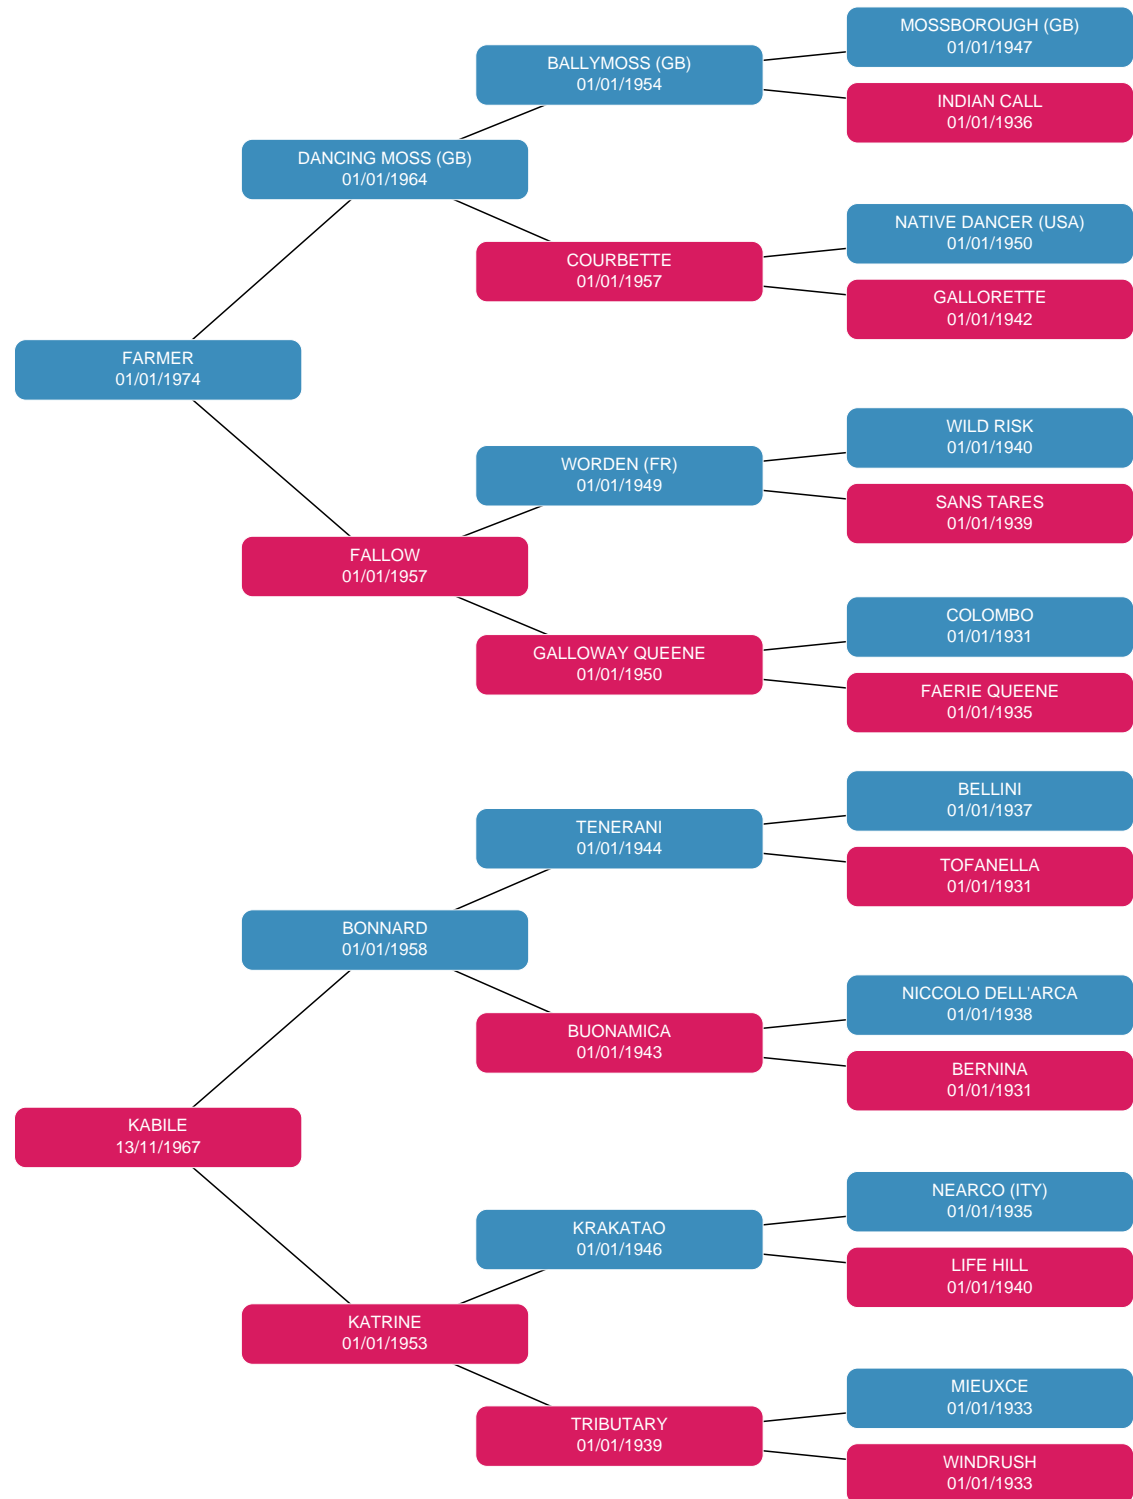 MOSSBOROUGH (GB)
01/01/1947
BALLYMOSS (GB)
01/01/1954
INDIAN CALL
01/01/1936
DANCING MOSS (GB)
01/01/1964
NATIVE DANCER (USA)
01/01/1950
COURBETTE
01/01/1957
GALLORETTE
01/01/1942
FARMER
01/01/1974
WILD RISK
01/01/1940
WORDEN (FR)
01/01/1949
SANS TARES
01/01/1939
FALLOW
01/01/1957
COLOMBO
01/01/1931
GALLOWAY QUEENE
01/01/1950
FAERIE QUEENE
01/01/1935
BELLINI
01/01/1937
TENERANI
01/01/1944
TOFANELLA
01/01/1931
BONNARD
01/01/1958
NICCOLO DELL'ARCA
01/01/1938
BUONAMICA
01/01/1943
BERNINA
01/01/1931
KABILE
13/11/1967
NEARCO (ITY)
01/01/1935
KRAKATAO
01/01/1946
LIFE HILL
01/01/1940
KATRINE
01/01/1953
MIEUXCE
01/01/1933
TRIBUTARY
01/01/1939
WINDRUSH
01/01/1933